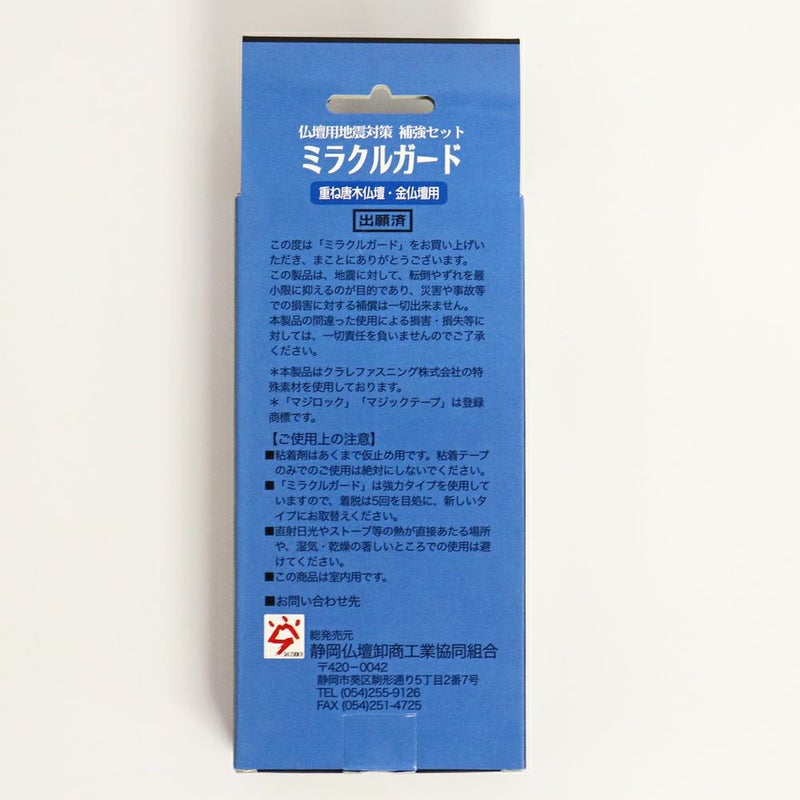 仏壇用地震対策 補強セット
ミラクルガード
重ね唐木仏壇・金仏壇用
出願済
この度は「ミラクルガード」をお買い上げい
ただき、まことにありがとうございます。
この製品は、地震に対して、転倒やずれを最
小限に抑えるのが目的であり、災害や事故等
での損害に対する補償は一切出来ません。
本製品の間違った使用による損害・損失等に
対しては、一切責任を負いませんのでご了承
ください。
＊本製品はクラレファスニング株式会社の特
殊素材を使用しております。
＊「マジロック」「マジックテープ」は登録
商標です。
【ご使用上の注意】
■粘着剤はあくまで仮止め用です。粘着テープ
のみでのご使用は絶対にしないでください。
■「ミラクルガード」は強力タイプを使用して
いますので、着脱は5回を目処に、新しいタ
イプにお取替えください。
■直射日光やストーブ等の熱が直接あたる場所
や、湿気・乾燥の著しいところでの使用は避
けてください。
■この商品は室内用です。
■お問い合わせ先
総発売元
静岡仏壇卸商工業協同組合
〒420-0042
静岡市葵区駒形通り5丁目2番7号
TEL (054)255-9126
FAX (054)251-4725